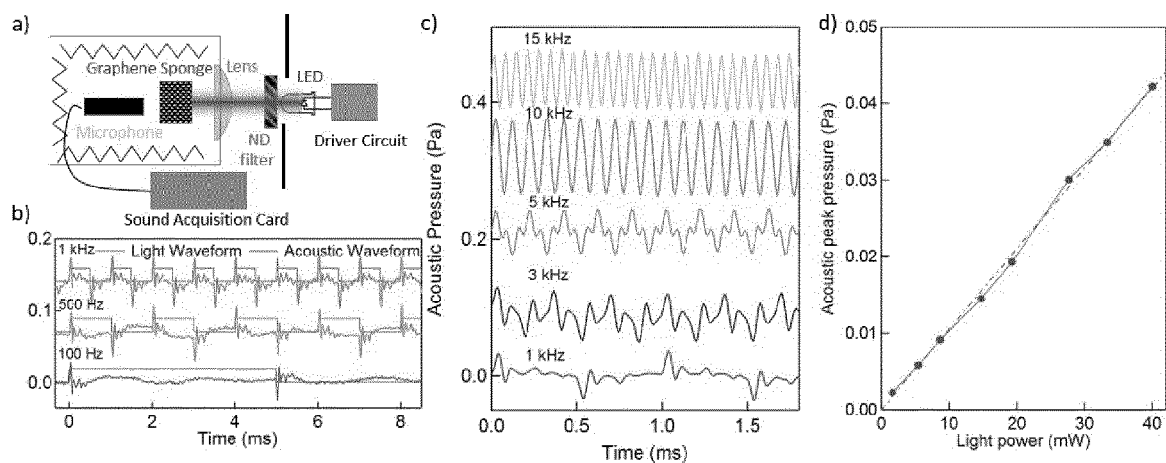 a)
Graphene Sponge
Lens
LED
Microphone
ND
filter
Driver Circuit
Sound Acquisition Card
b)
0.2
0.1
0.0
1 kHz
Light Waveform
Acoustic Waveform
500 Hz
100 Hz
0 2 4 6 8
Time (ms)
c)
Acoustic Pressure (Pa)
0.4
0.2
0.0
15 kHz
10 kHz
5 kHz
3 kHz
1 kHz
0.0 0.5 1.0 1.5
Time (ms)
d)
Acoustic peak pressure (Pa)
0.05
0.04
0.03
0.02
0.01
0.00
0 10 20 30 40
Light power (mW)